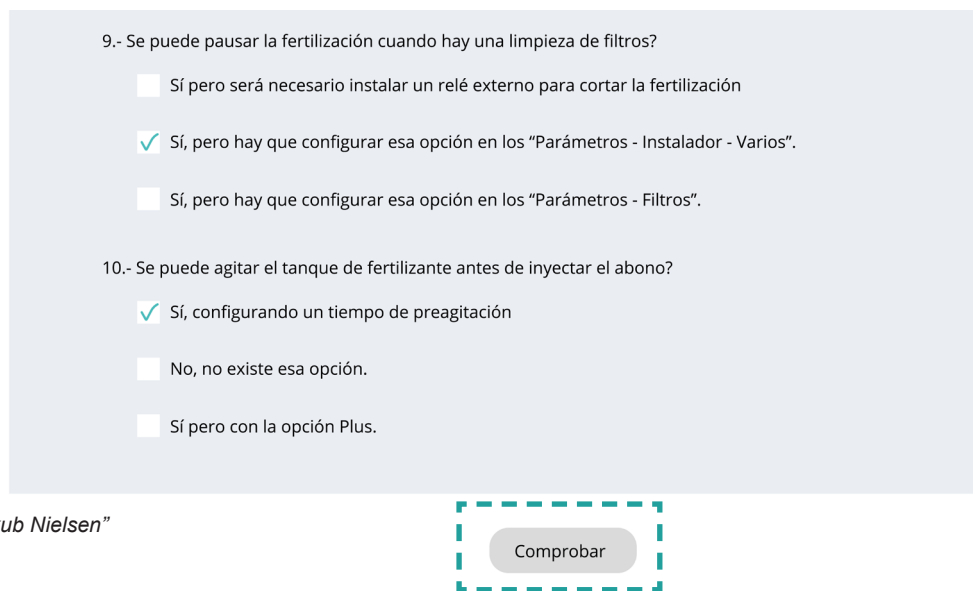 9.- Se puede pausar la fertilización cuando hay una limpieza de filtros?
Sí pero será necesario instalar un relé externo para cortar la fertilización
Sí, pero hay que configurar esa opción en los “Parámetros - Instalador - Varios”.
Sí, pero hay que configurar esa opción en los “Parámetros - Filtros”.
10.- Se puede agitar el tanque de fertilizante antes de inyectar el abono?
Sí, configurando un tiempo de preagitación
No, no existe esa opción.
Sí pero con la opción Plus.
ub Nielsen”
Comprobar